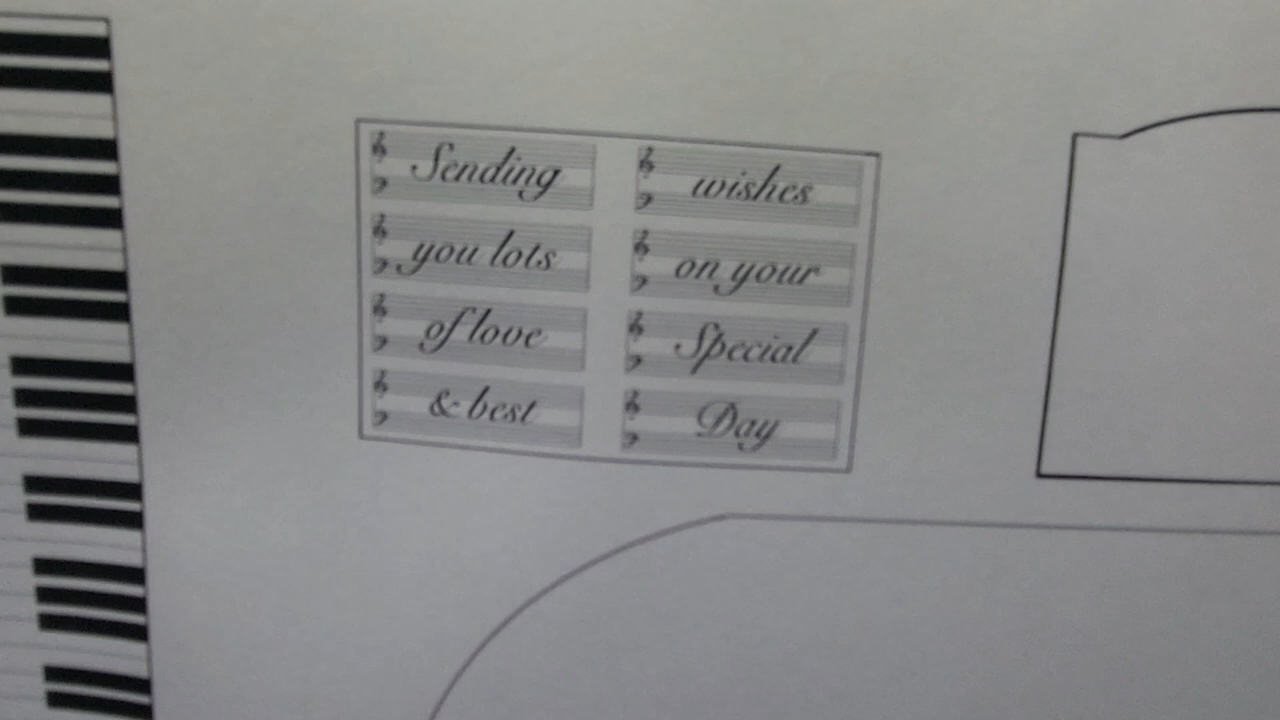 Sending
you lots
of love
& best
wishes
on your
Special
Day